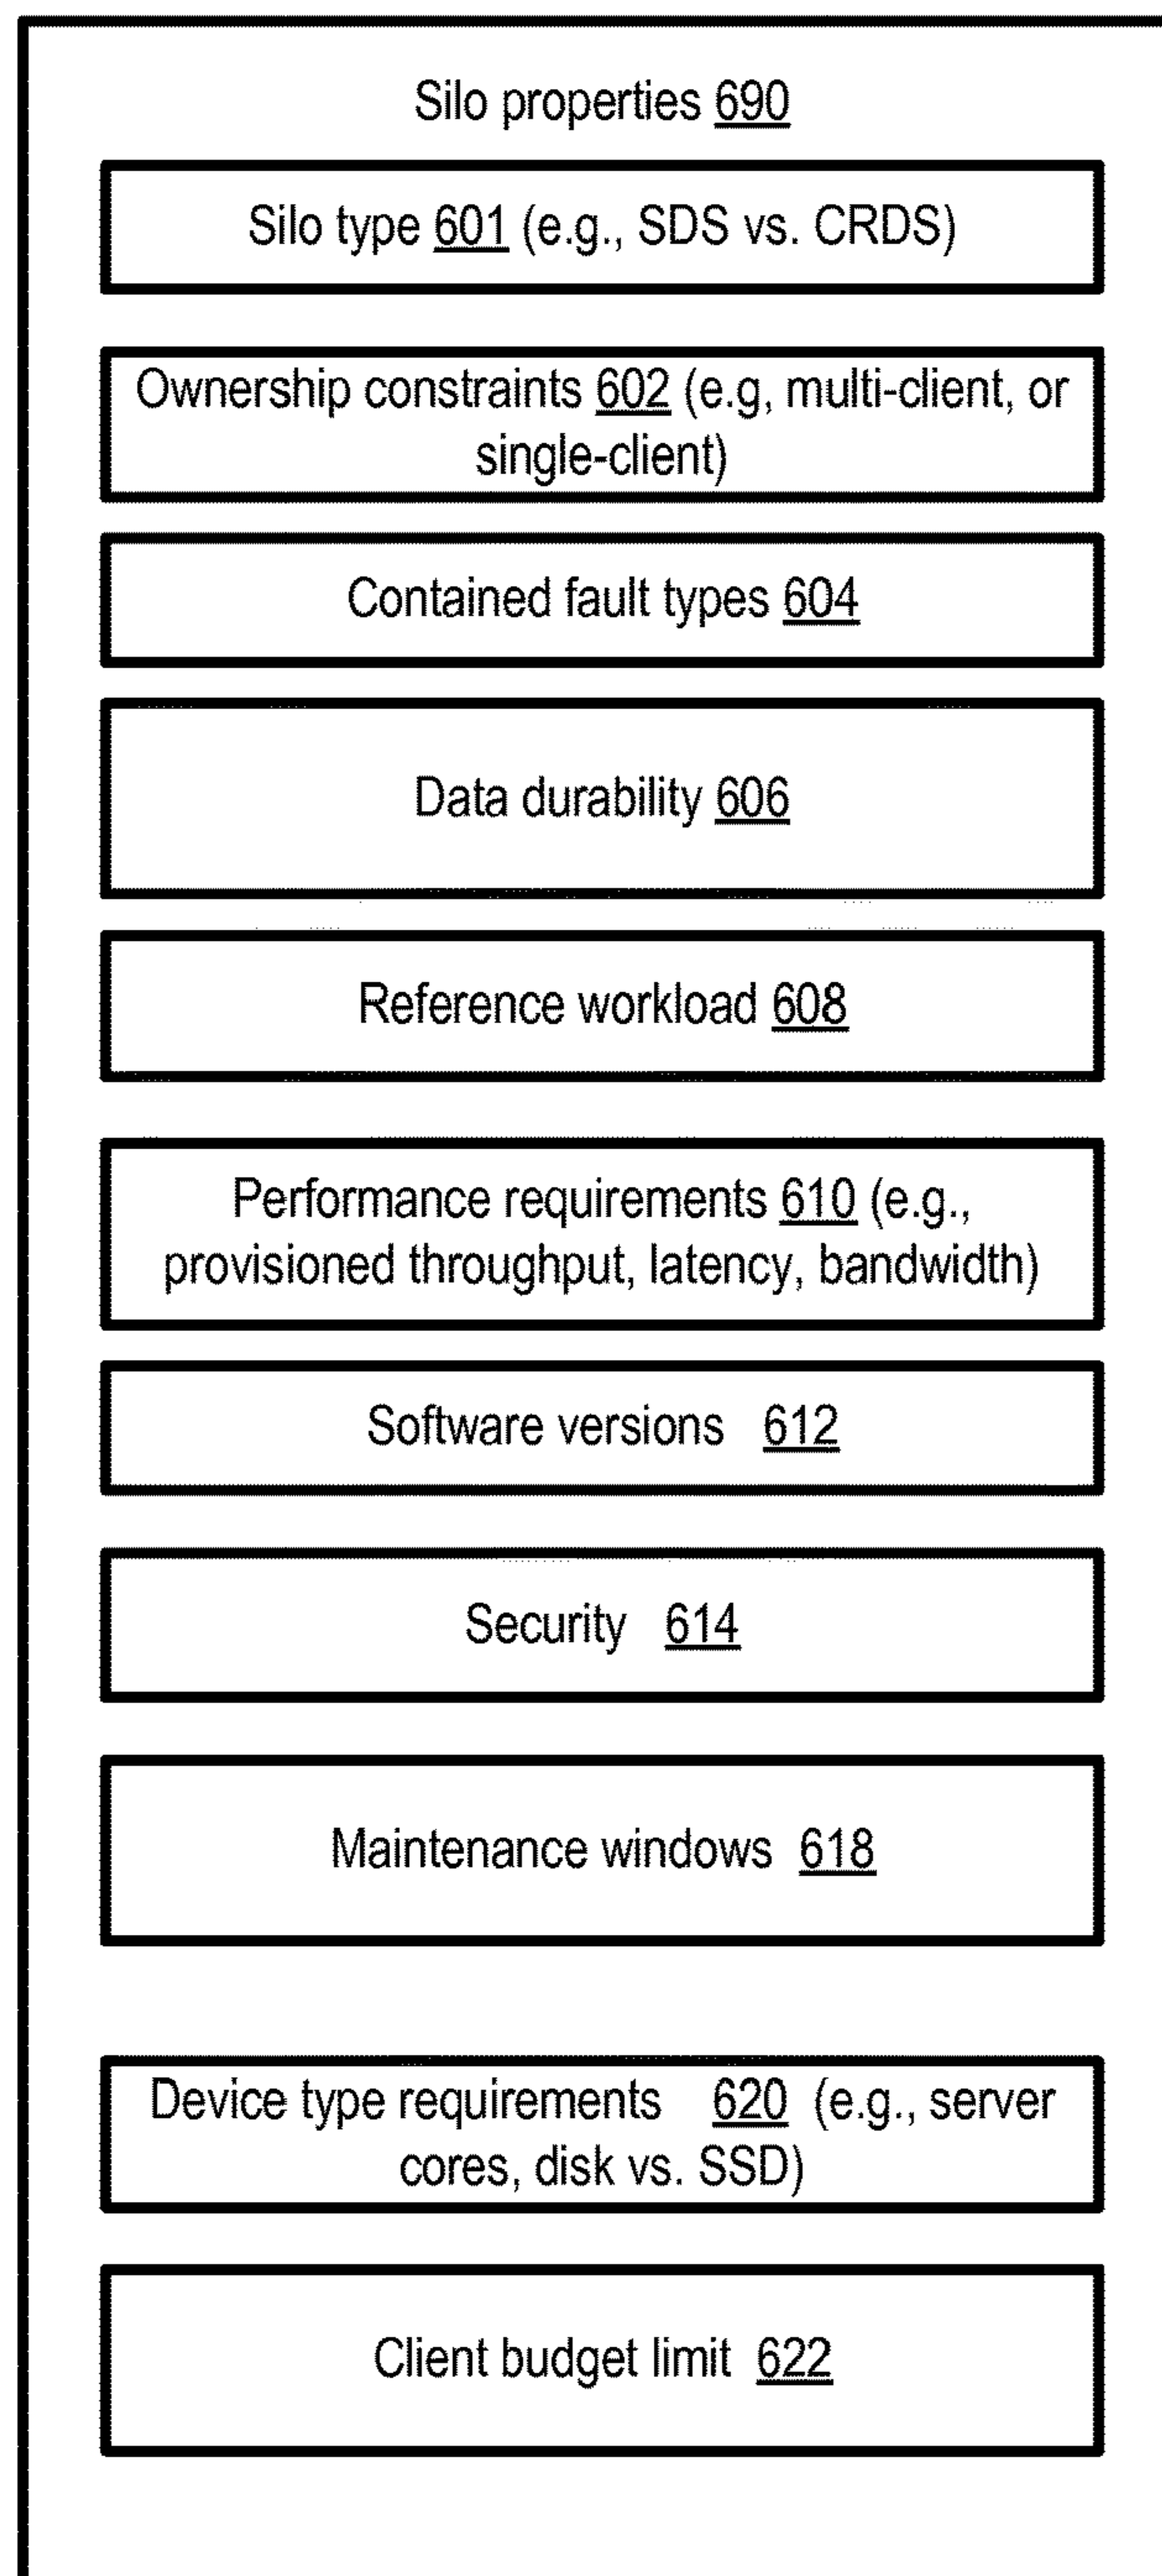 Silo properties 690
Silo type 601 (e.g., SDS vs. CRDS)
Ownership constraints 602 (e.g, multi-client, or
single-client)
Contained fault types 604
Data durability 606
Reference workload 608
Performance requirements 610 (e.g.,
provisioned throughput, latency, bandwidth)
Software versions 612
Security 614
Maintenance windows 618
Device type requirements 620 (e.g., server
cores, disk vs. SSD)
Client budget limit 622